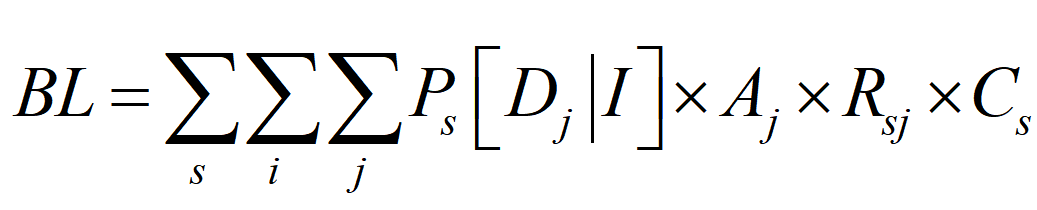 BL = ∑_s ∑_i ∑_j P_s [ D_j | I ] × A_j × R_sj × C_s